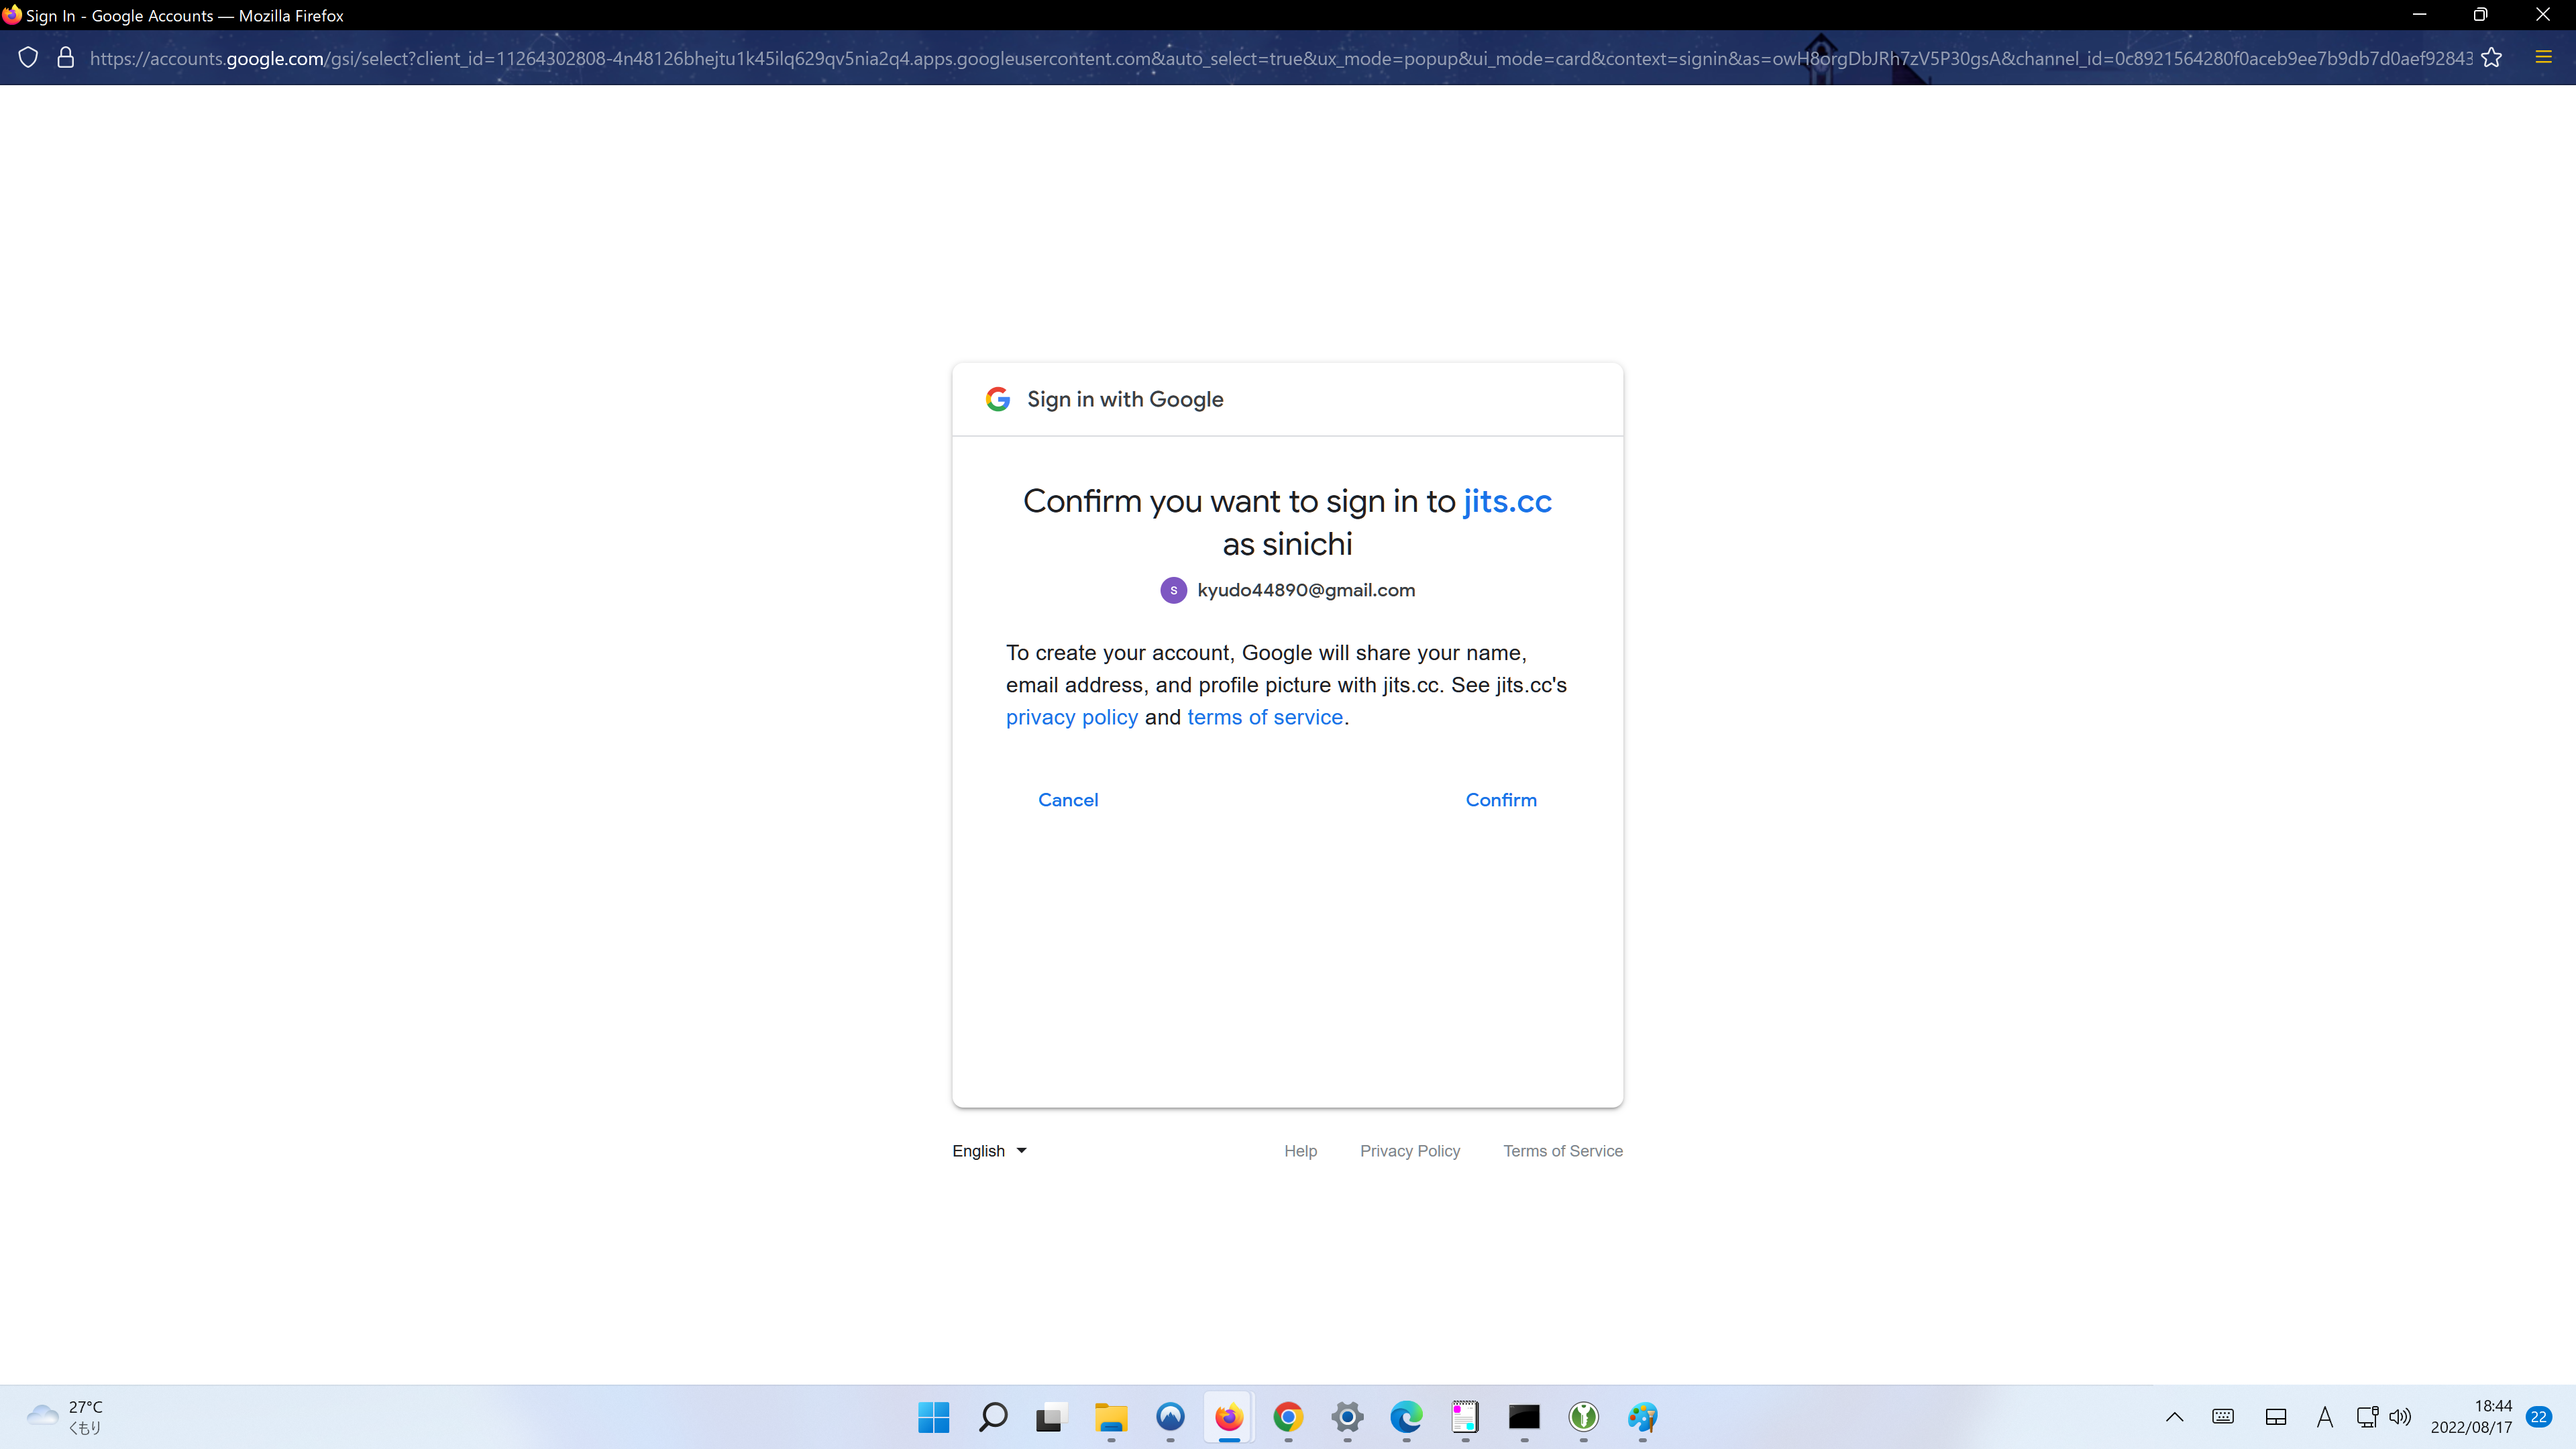 Sign In - Google Accounts — Mozilla Firefox
https://accounts.google.com/gsi/select?client_id=11264302808-4n48126bhejtu1k45ilq629qv5nia2q4.apps.googleusercontent.com&auto_select=true&ux_mode=popup&ui_mode=card&context=signin&as=owH8orgDbJRh7zV5P30gsA&channel_id=0c8921564280f0aceb9ee7b9db7d0aef92843
Sign in with Google
Confirm you want to sign in to jits.cc
as sinichi
S kyudo44890@gmail.com
To create your account, Google will share your name,
email address, and profile picture with jits.cc. See jits.cc's
privacy policy and terms of service.
Cancel Confirm
English Help Privacy Policy Terms of Service
27°C
くもり
A
18:44
2022/08/17
22